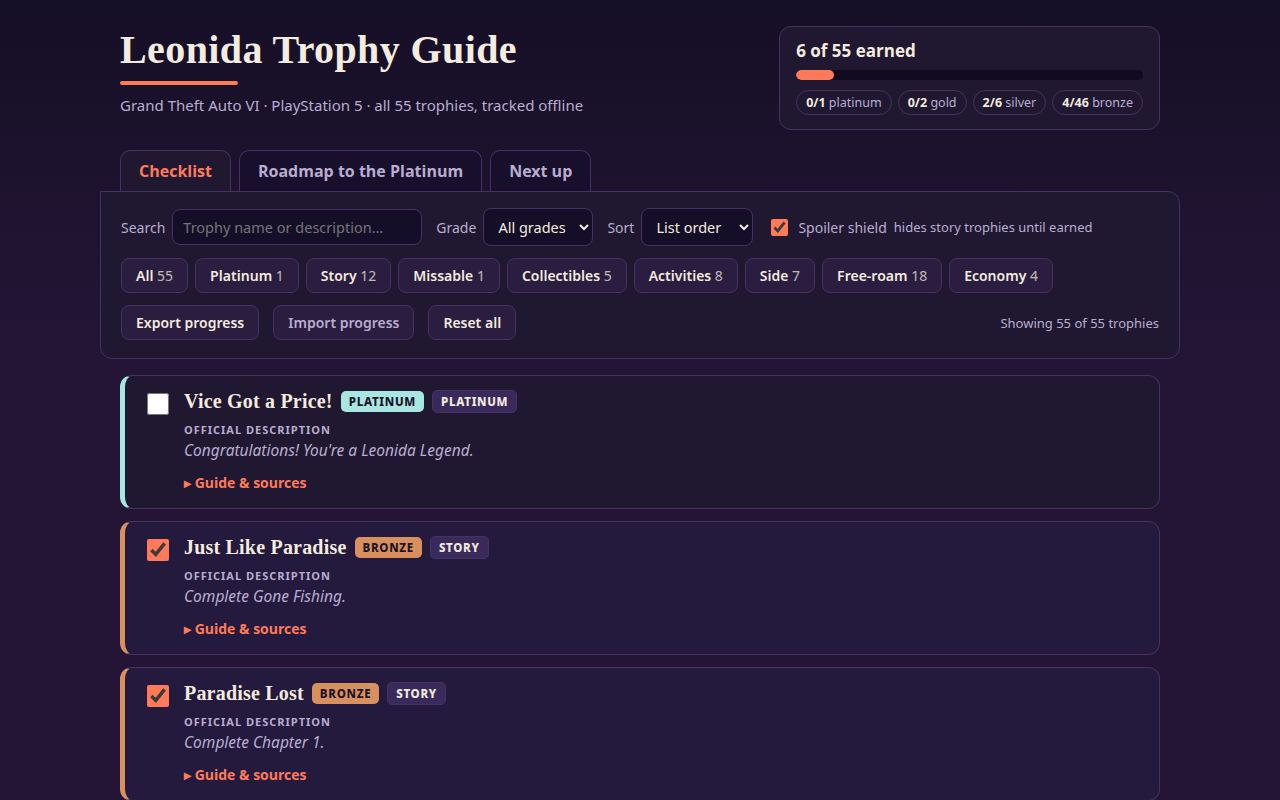 Leonida Trophy Guide
Grand Theft Auto VI · PlayStation 5 · all 55 trophies, tracked offline
6 of 55 earned
0/1 platinum 0/2 gold 2/6 silver 4/46 bronze
Checklist Roadmap to the Platinum Next up
Search Trophy name or description... Grade All grades Sort List order Spoiler shield hides story trophies until earned
All 55 Platinum 1 Story 12 Missable 1 Collectibles 5 Activities 8 Side 7 Free-roam 18 Economy 4
Export progress Import progress Reset all Showing 55 of 55 trophies
Vice Got a Price! PLATINUM PLATINUM
OFFICIAL DESCRIPTION
Congratulations! You're a Leonida Legend.
▸ Guide & sources
Just Like Paradise BRONZE STORY
OFFICIAL DESCRIPTION
Complete Gone Fishing.
▸ Guide & sources
Paradise Lost BRONZE STORY
OFFICIAL DESCRIPTION
Complete Chapter 1.
▸ Guide & sources